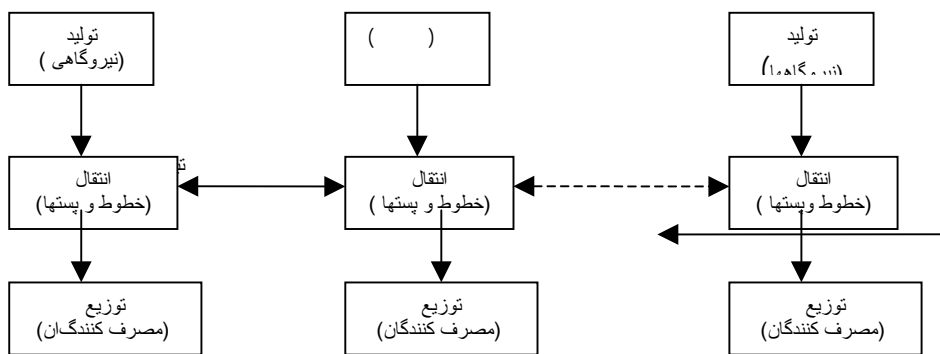 تولید
(نیروگاهی )
(          )
تولید
(نیروگاهها)
انتقال
(خطوط و پستها)
انتقال
(خطوط و پستها )
انتقال
(خطوط وپستها )
توزیع
(مصرف کنندگان)
توزیع
(مصرف کنندگان)
توزیع
(مصرف کنندگان)